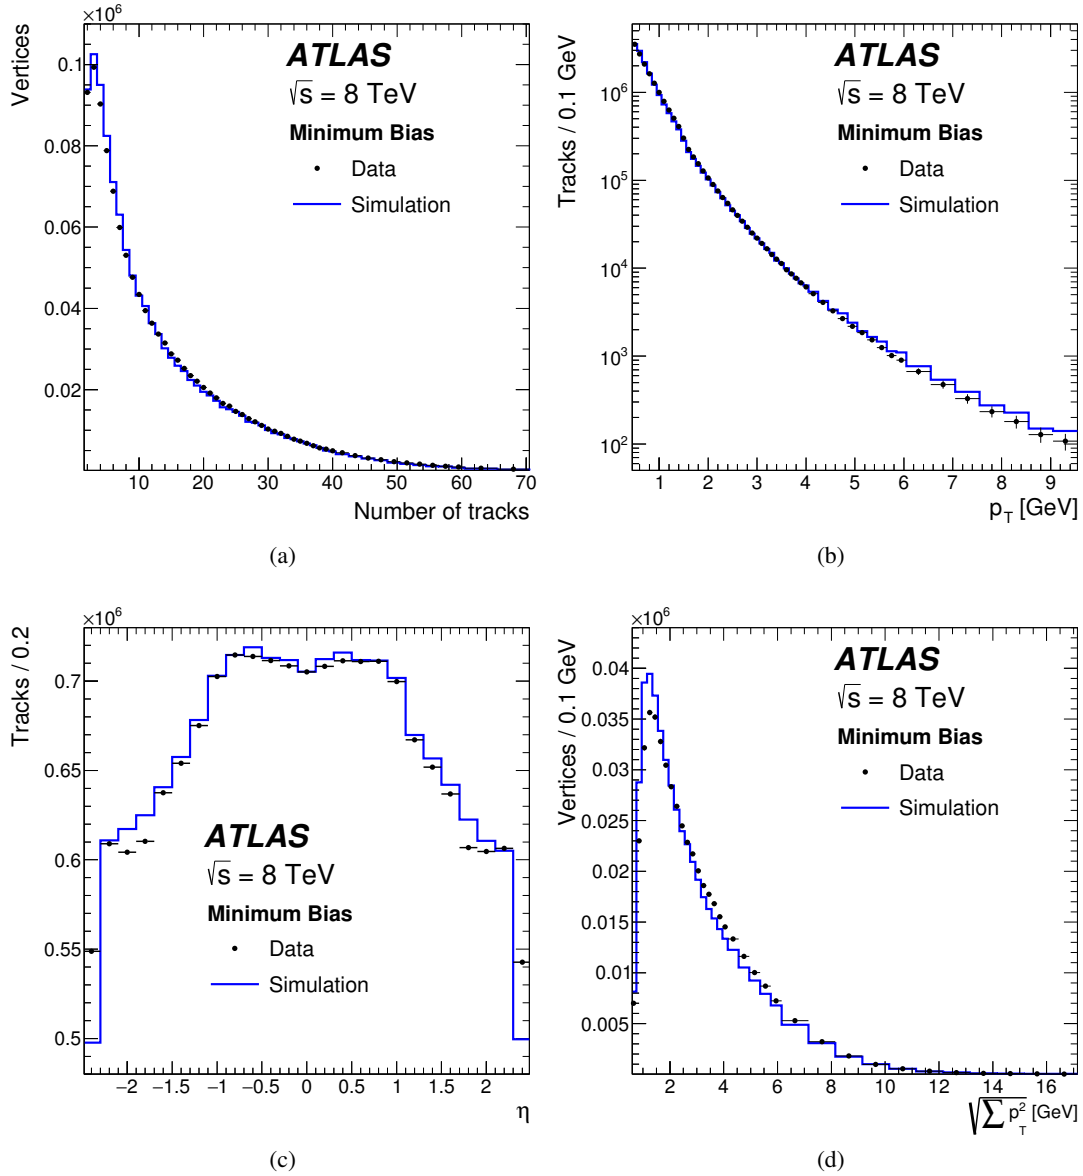 ×10⁶
Vertices
0.1
0.08
0.06
0.04
0.02
ATLAS
√s = 8 TeV
Minimum Bias
Data
Simulation
10 20 30 40 50 60 70
Number of tracks
(a)
Tracks / 0.1 GeV
10⁶
10⁵
10⁴
10³
10²
ATLAS
√s = 8 TeV
Minimum Bias
Data
Simulation
1 2 3 4 5 6 7 8 9
p_T [GeV]
(b)
×10⁶
Tracks / 0.2
0.7
0.65
0.6
0.55
0.5
ATLAS
√s = 8 TeV
Minimum Bias
Data
Simulation
−2 −1.5 −1 −0.5 0 0.5 1 1.5 2
η
(c)
×10⁶
Vertices / 0.1 GeV
0.04
0.035
0.03
0.025
0.02
0.015
0.01
0.005
ATLAS
√s = 8 TeV
Minimum Bias
Data
Simulation
2 4 6 8 10 12 14 16
√∑ p_T² [GeV]
(d)